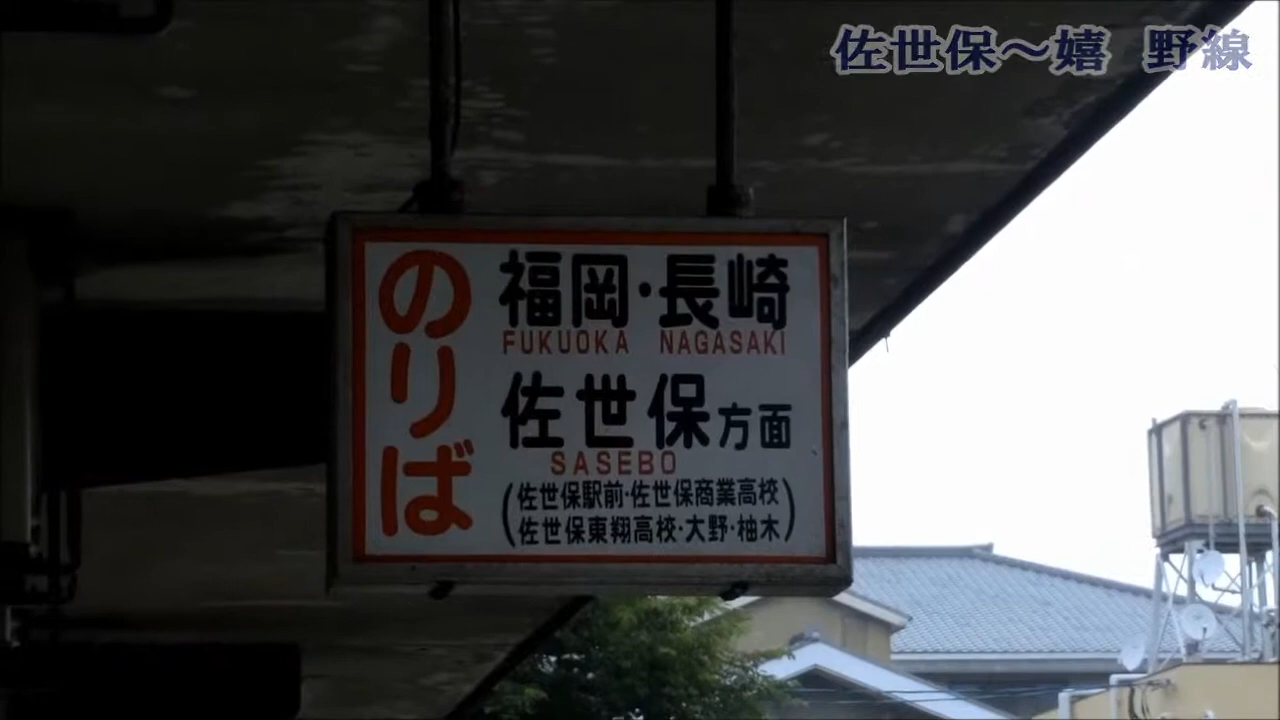 佐世保～嬉　野線
のりば
福岡・長崎
FUKUOKA NAGASAKI
佐世保方面
SASEBO
(佐世保駅前・佐世保商業高校
佐世保東翔高校・大野・柚木)